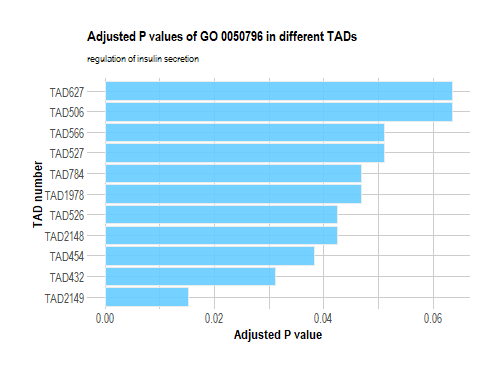 Adjusted P values of GO 0050796 in different TADs
regulation of insulin secretion
TAD number
TAD627
TAD506
TAD566
TAD527
TAD784
TAD1978
TAD526
TAD2148
TAD454
TAD432
TAD2149
0.00 0.02 0.04 0.06
Adjusted P value